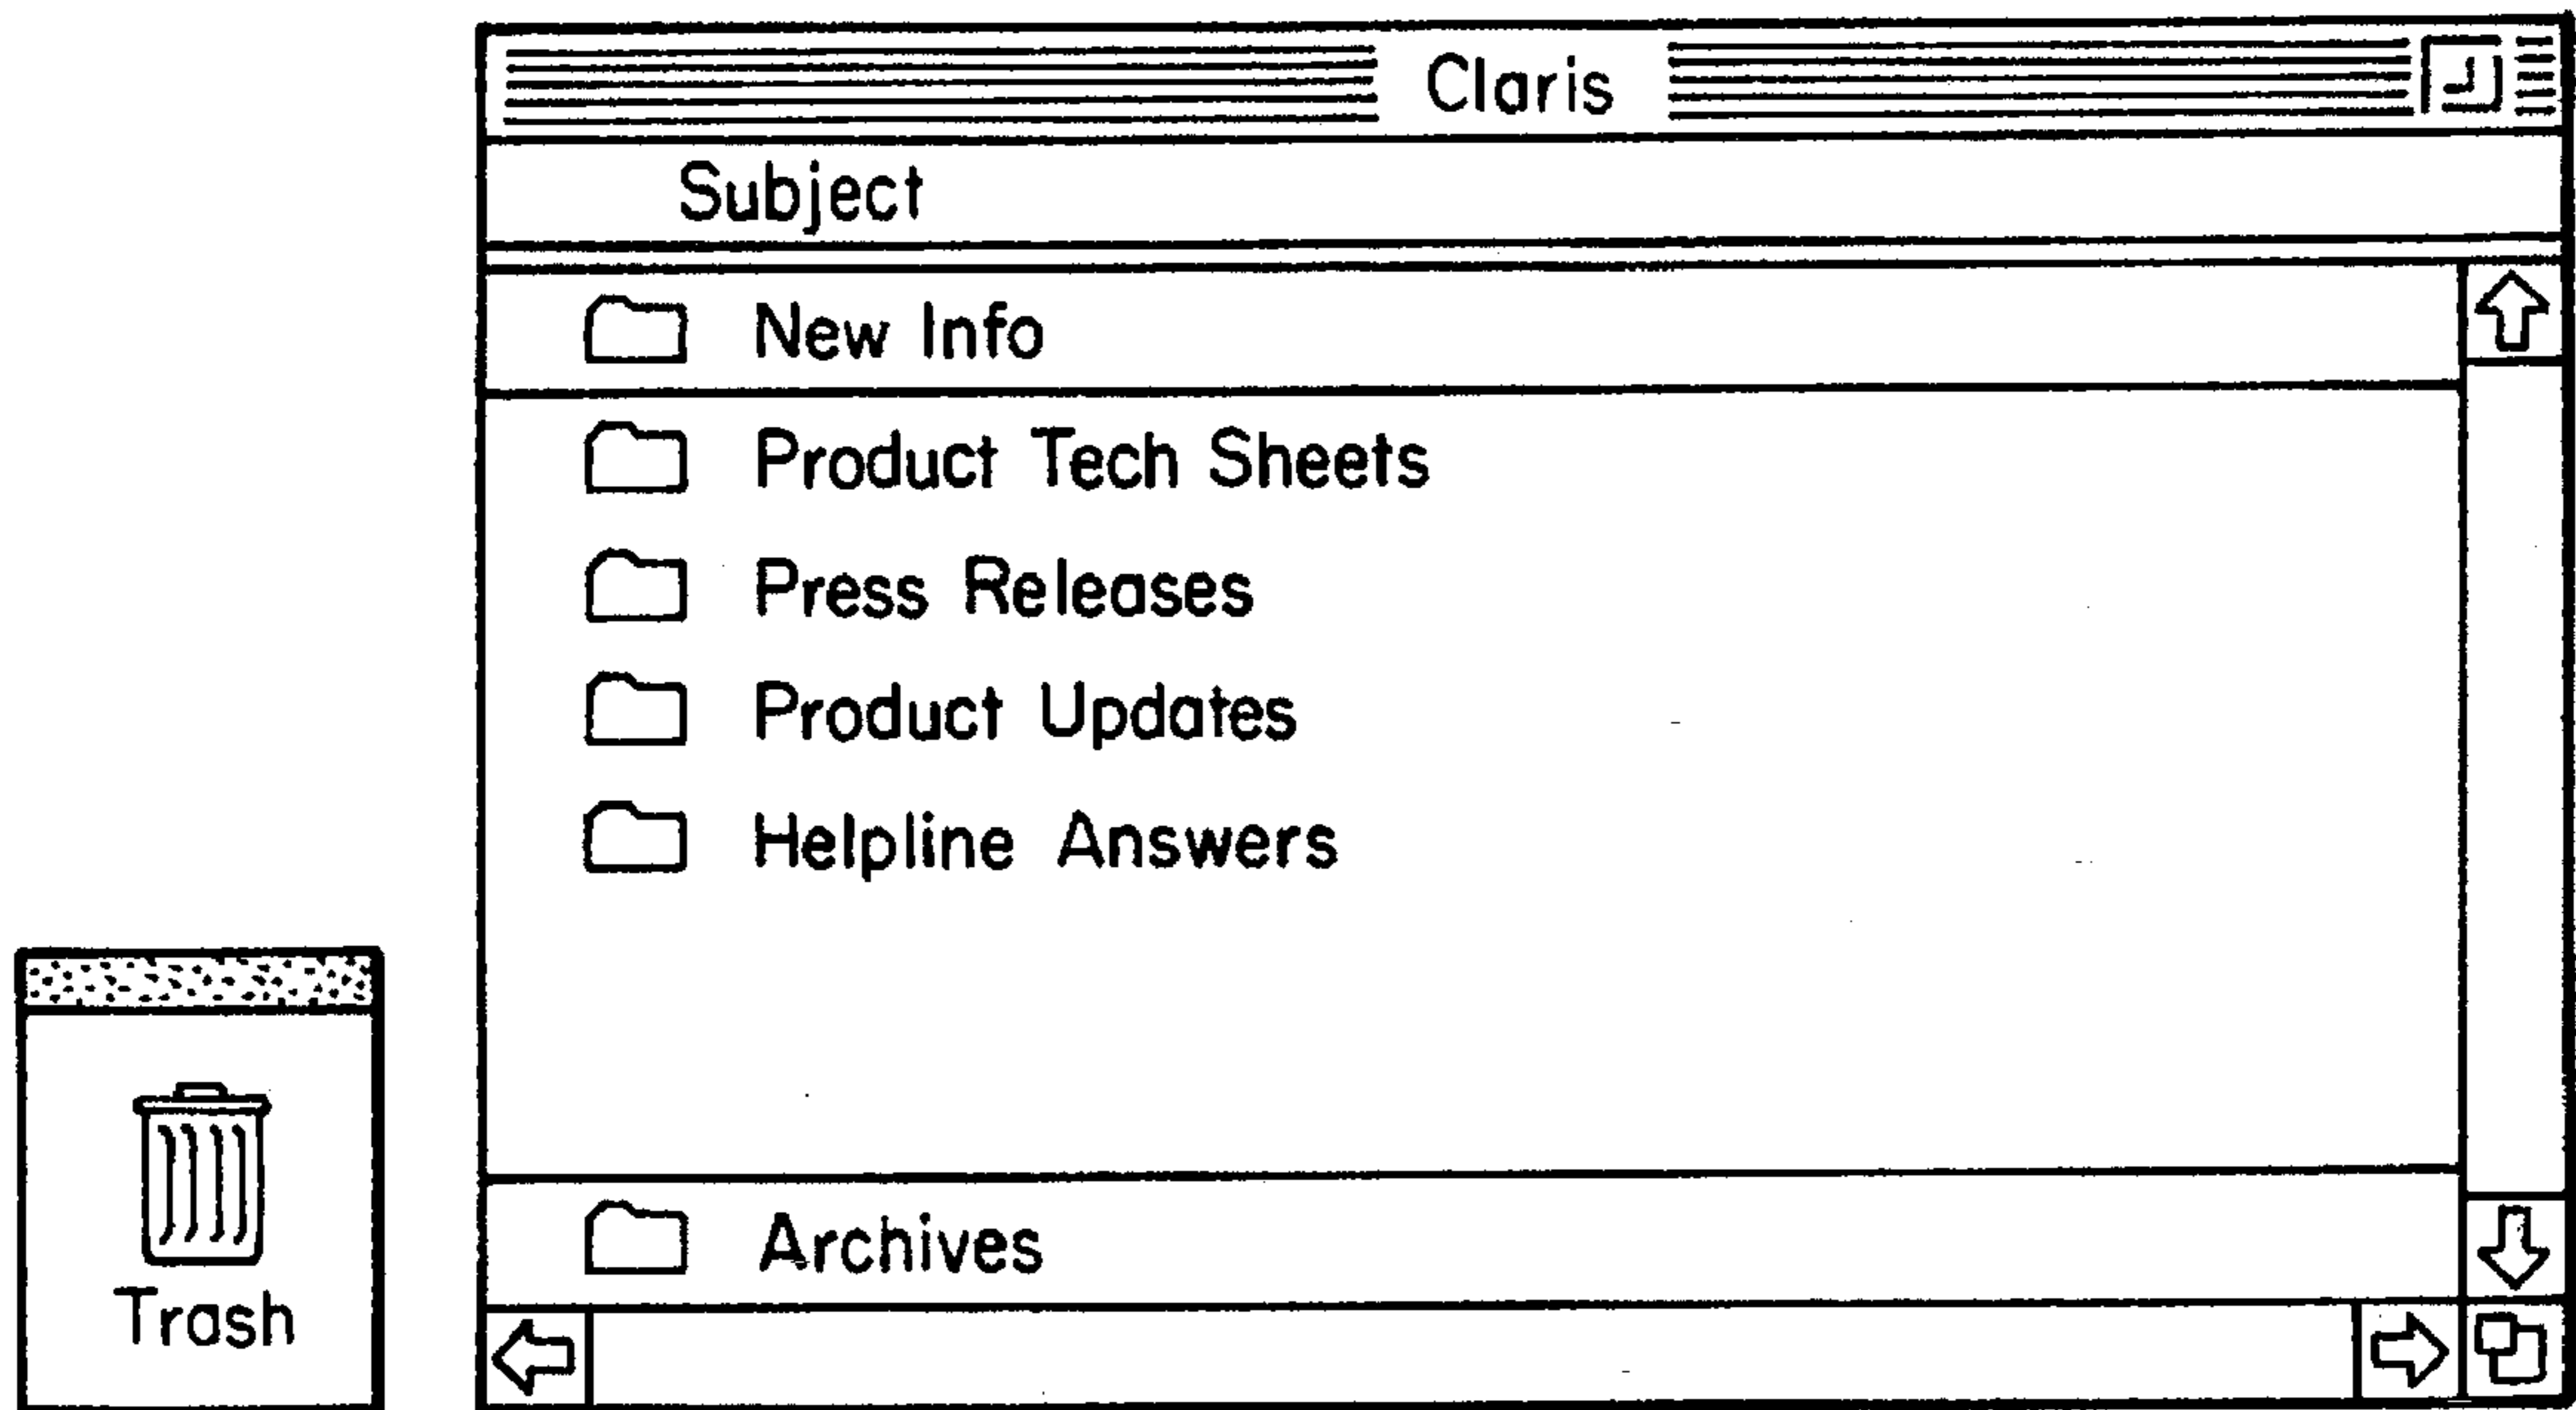 Claris
Subject
New Info
Product Tech Sheets
Press Releases
Product Updates
Helpline Answers
Archives
Trash